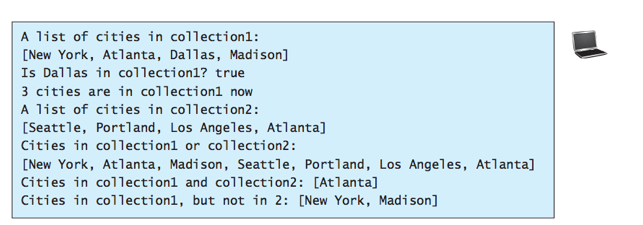 A list of cities in collection1:
[New York, Atlanta, Dallas, Madison]
Is Dallas in collection1? true
3 cities are in collection1 now
A list of cities in collection2:
[Seattle, Portland, Los Angeles, Atlanta]
Cities in collection1 or collection2:
[New York, Atlanta, Madison, Seattle, Portland, Los Angeles, Atlanta]
Cities in collection1 and collection2: [Atlanta]
Cities in collection1, but not in 2: [New York, Madison]